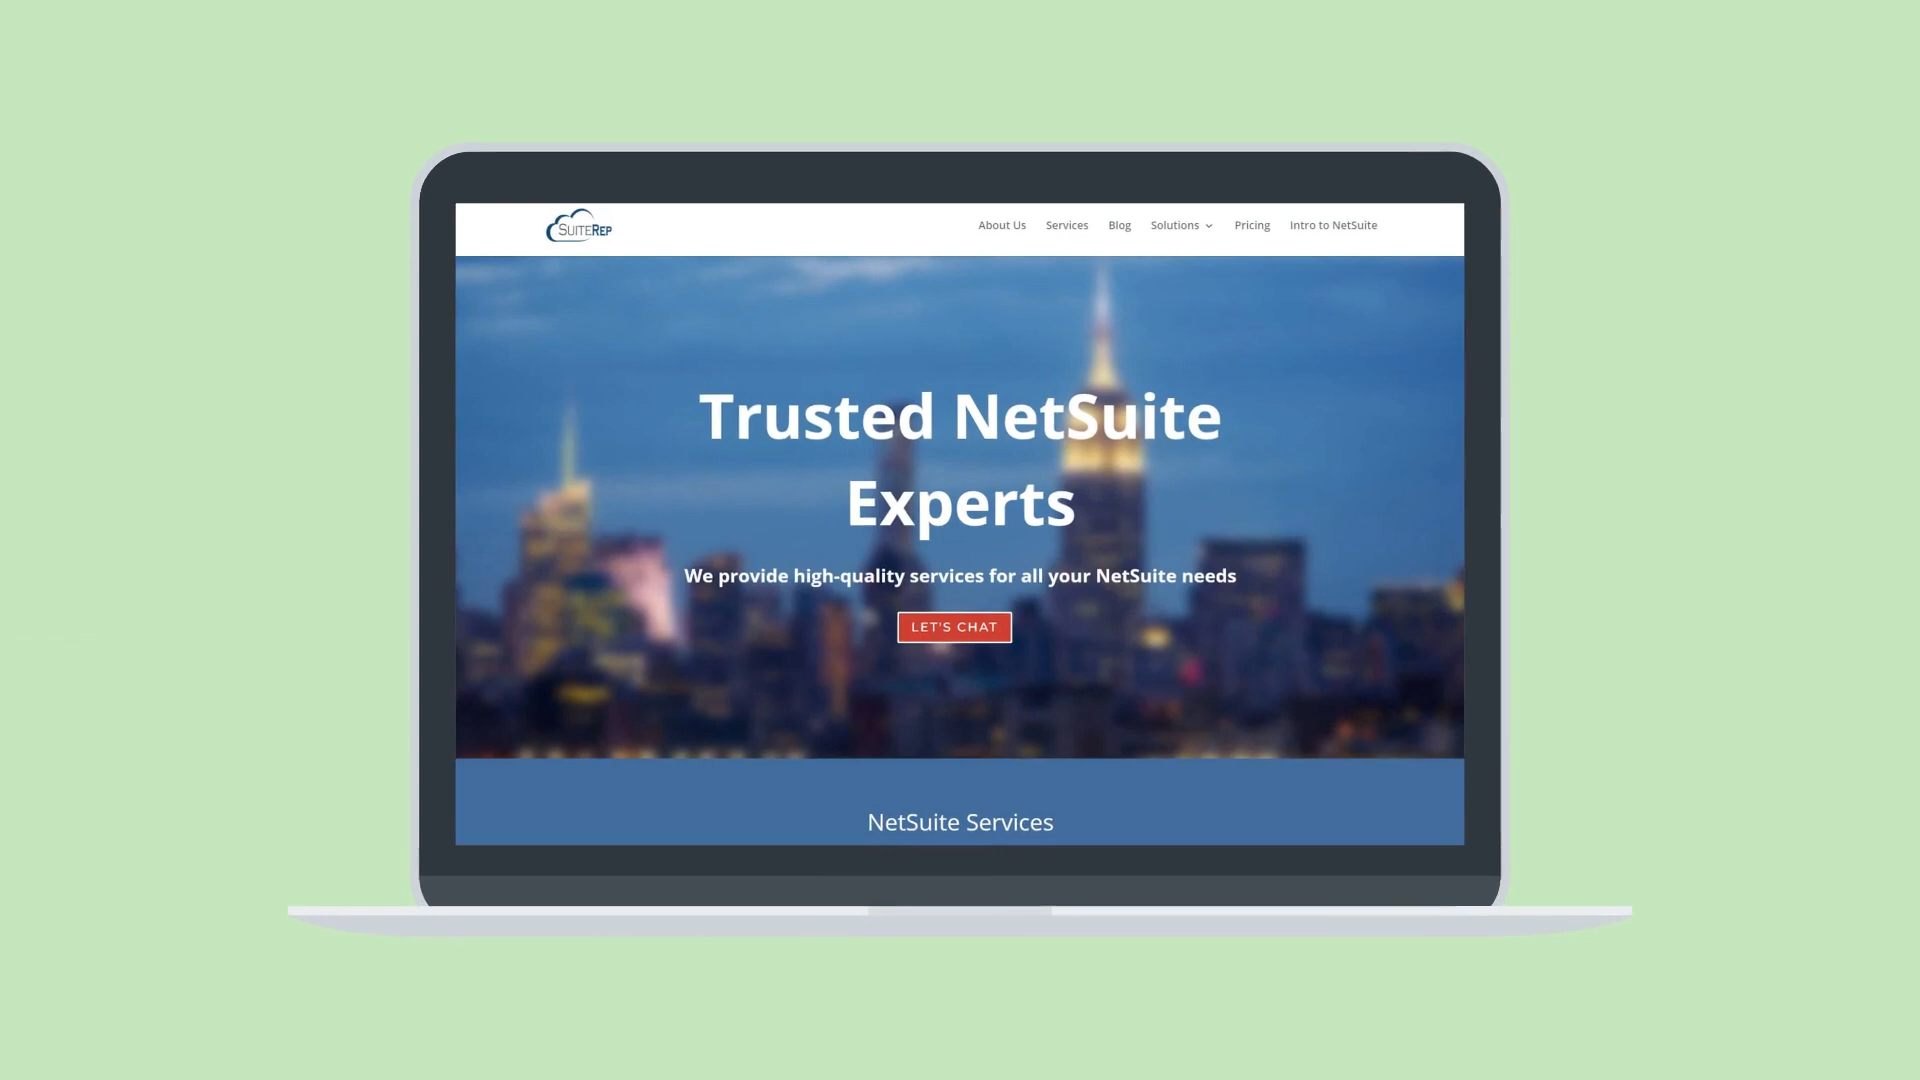 SUITEREP
About Us Services Blog Solutions Pricing Intro to NetSuite
Trusted NetSuite
Experts
We provide high-quality services for all your NetSuite needs
LET'S CHAT
NetSuite Services